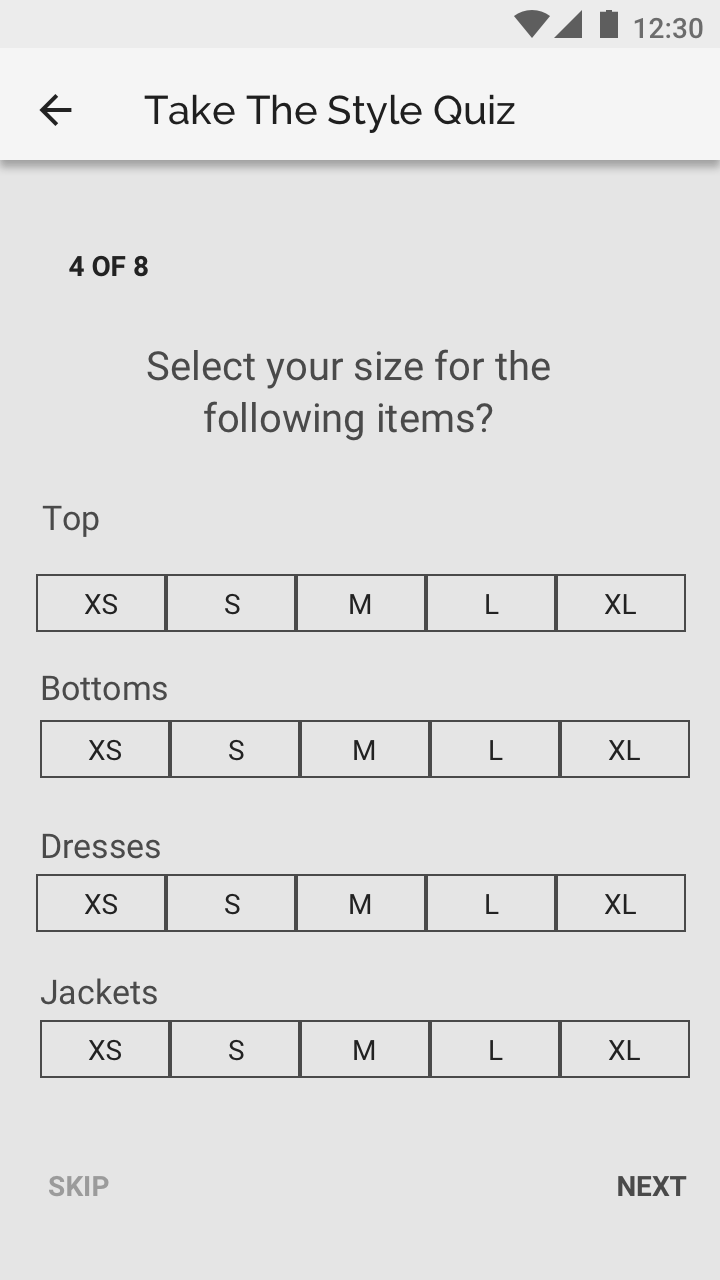 12:30
Take The Style Quiz
4 OF 8
Select your size for the
following items?
Top
XS S M L XL
Bottoms
XS S M L XL
Dresses
XS S M L XL
Jackets
XS S M L XL
SKIP NEXT